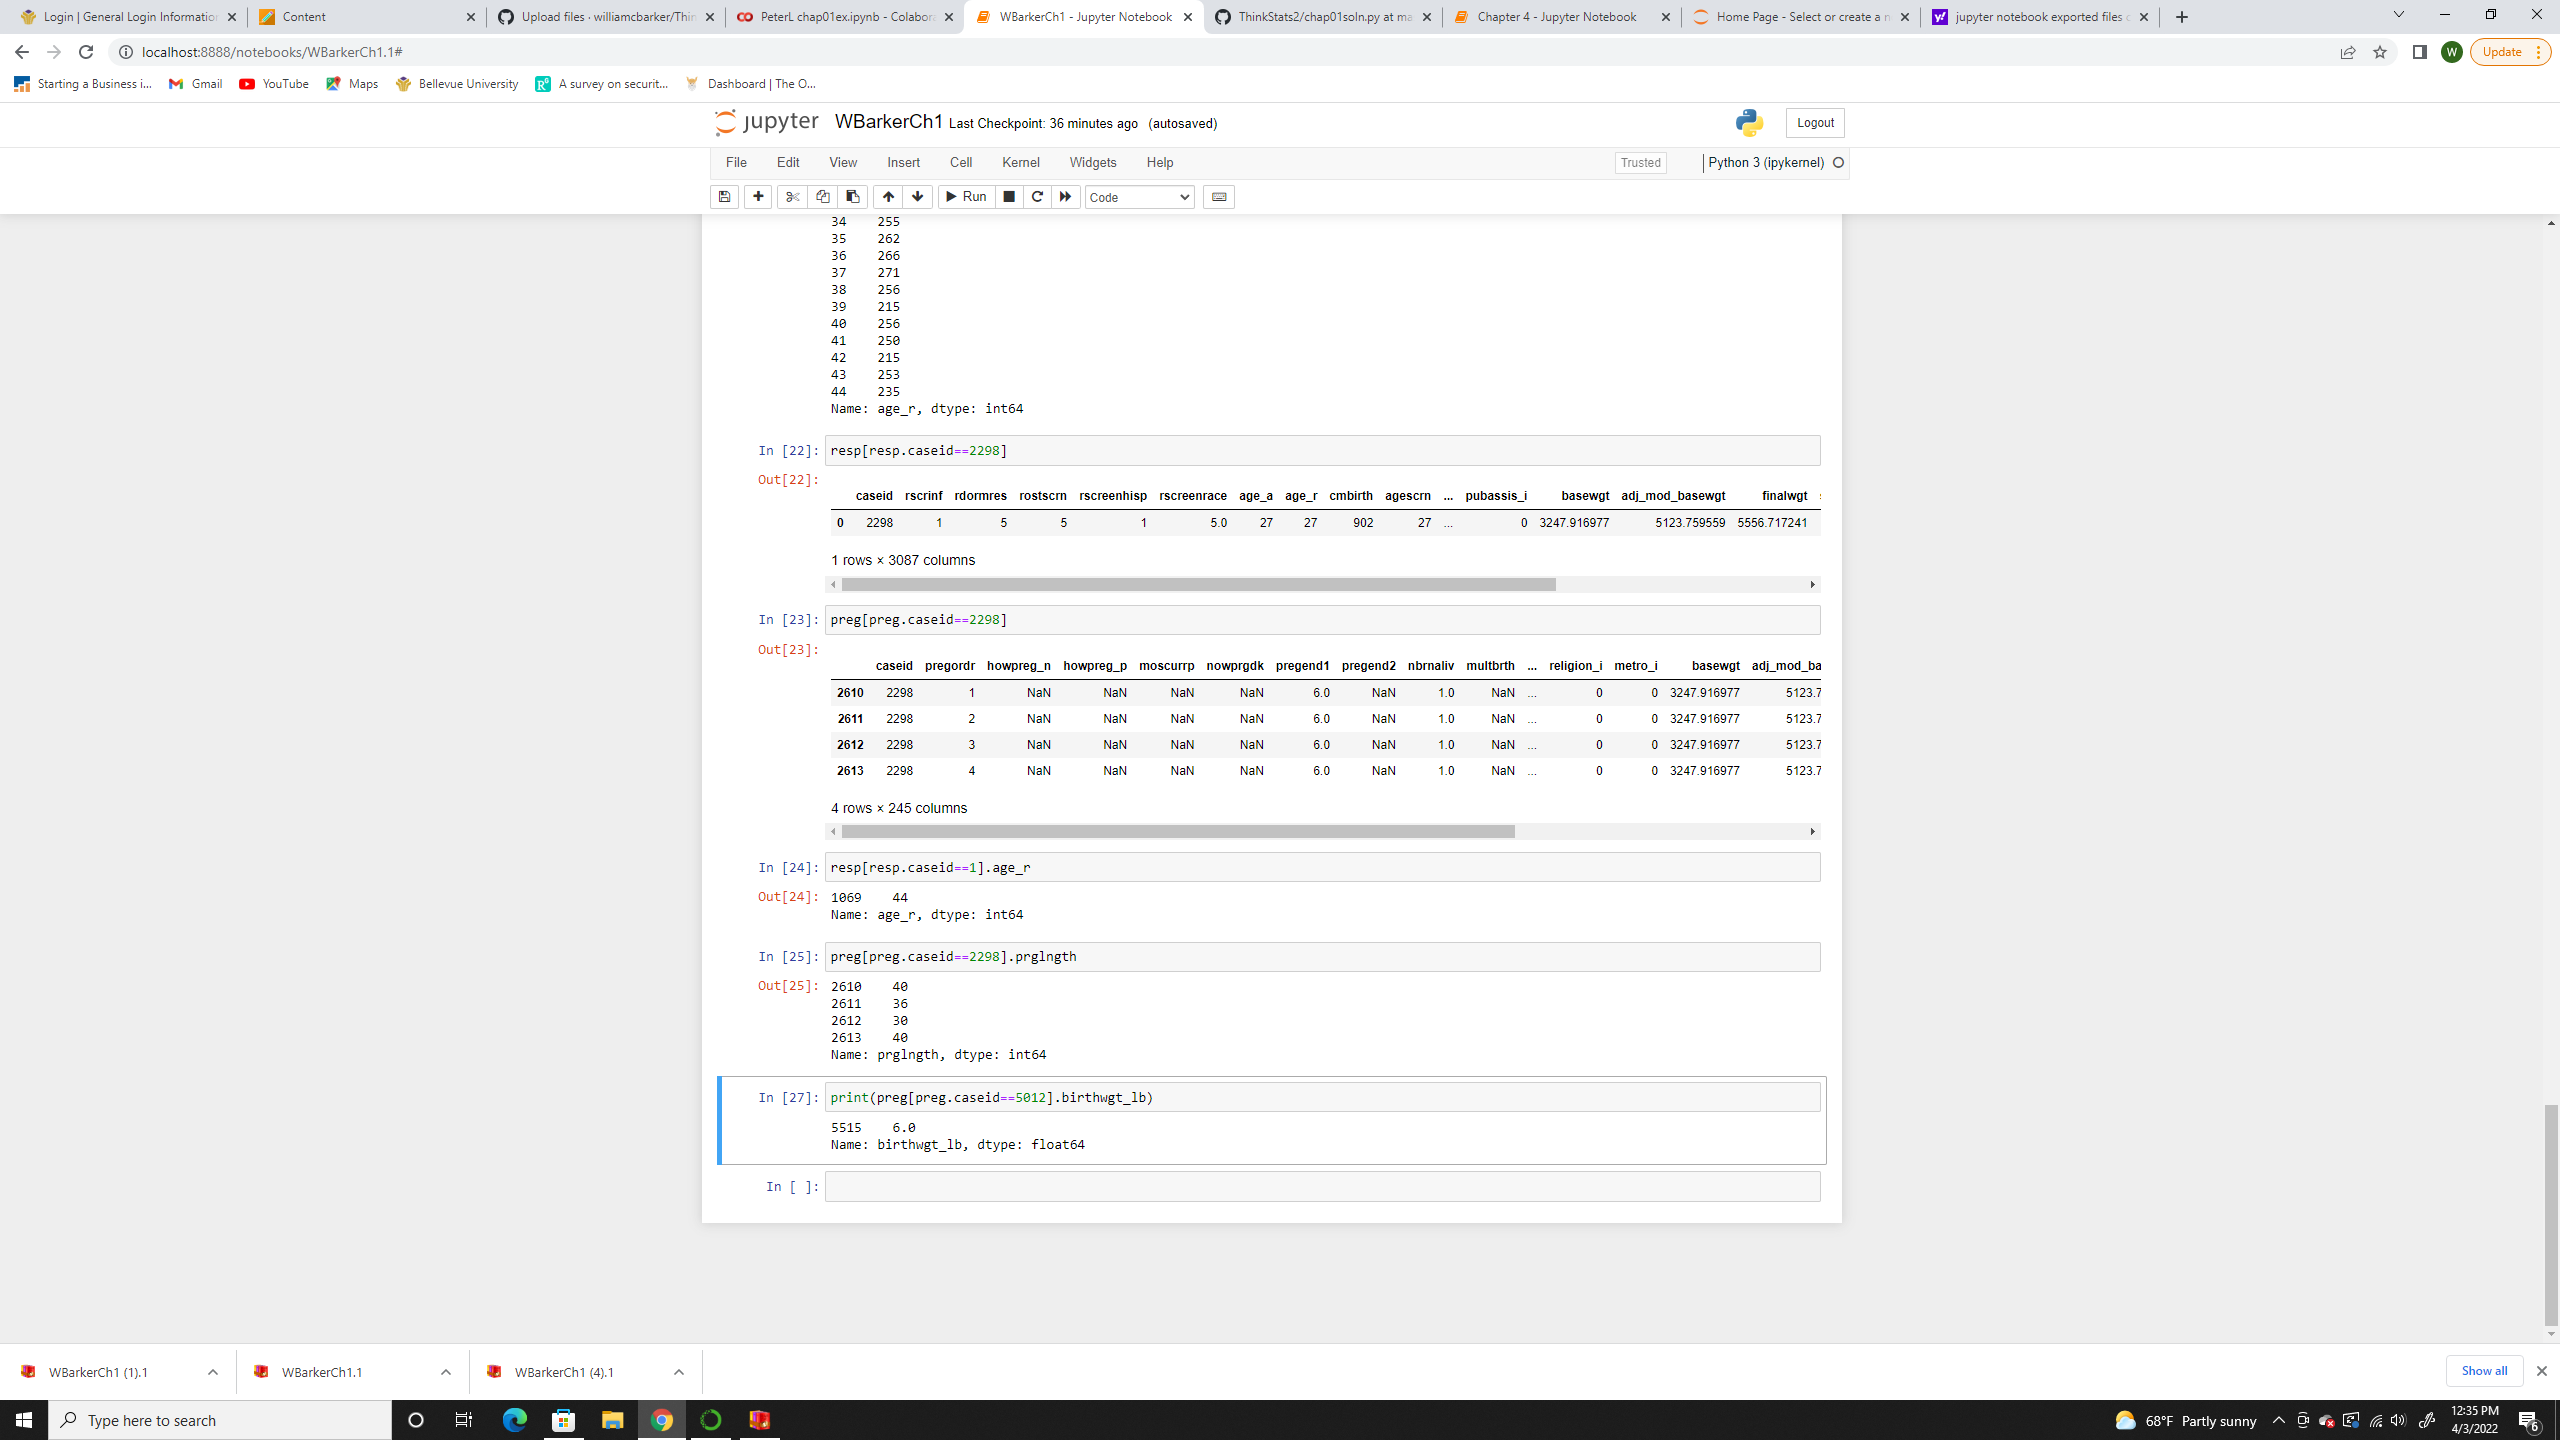 Login | General Login Information
Content
Upload files · williamcbarker/Thin
PeterL chap01ex.ipynb - Colabora
WBarkerCh1 - Jupyter Notebook
ThinkStats2/chap01soln.py at ma
Chapter 4 - Jupyter Notebook
Home Page - Select or create a n
jupyter notebook exported files c
localhost:8888/notebooks/WBarkerCh1.1#
W
Update
Starting a Business i...
Gmail
YouTube
Maps
Bellevue University
A survey on securit...
Dashboard | The O...
jupyter WBarkerCh1 Last Checkpoint: 36 minutes ago (autosaved)
Logout
File Edit View Insert Cell Kernel Widgets Help
Trusted
Python 3 (ipykernel)
Run
Code
34 255
35 262
36 266
37 271
38 256
39 215
40 256
41 250
42 215
43 253
44 235
Name: age_r, dtype: int64
In [22]: resp[resp.caseid==2298]
Out[22]:
caseid rscrinf rdormres rostscrn rscreenhisp rscreenrace age_a age_r cmbirth agescrn ... pubassis_i basewgt adj_mod_basewgt finalwgt
0 2298 1 5 5 1 5.0 27 27 902 27 ... 0 3247.916977 5123.759559 5556.717241
1 rows × 3087 columns
In [23]: preg[preg.caseid==2298]
Out[23]:
caseid pregordr howpreg_n howpreg_p moscurrp nowprgdk pregend1 pregend2 nbrnaliv multbrth ... religion_i metro_i basewgt adj_mod_ba
2610 2298 1 NaN NaN NaN NaN 6.0 NaN 1.0 NaN ... 0 0 3247.916977 5123.7
2611 2298 2 NaN NaN NaN NaN 6.0 NaN 1.0 NaN ... 0 0 3247.916977 5123.7
2612 2298 3 NaN NaN NaN NaN 6.0 NaN 1.0 NaN ... 0 0 3247.916977 5123.7
2613 2298 4 NaN NaN NaN NaN 6.0 NaN 1.0 NaN ... 0 0 3247.916977 5123.7
4 rows × 245 columns
In [24]: resp[resp.caseid==1].age_r
Out[24]: 1069 44
Name: age_r, dtype: int64
In [25]: preg[preg.caseid==2298].prglngth
Out[25]: 2610 40
2611 36
2612 30
2613 40
Name: prglngth, dtype: int64
In [27]: print(preg[preg.caseid==5012].birthwgt_lb)
5515 6.0
Name: birthwgt_lb, dtype: float64
In [ ]:
WBarkerCh1 (1).1
WBarkerCh1.1
WBarkerCh1 (4).1
Show all
Type here to search
68°F Partly sunny
12:35 PM
4/3/2022
6